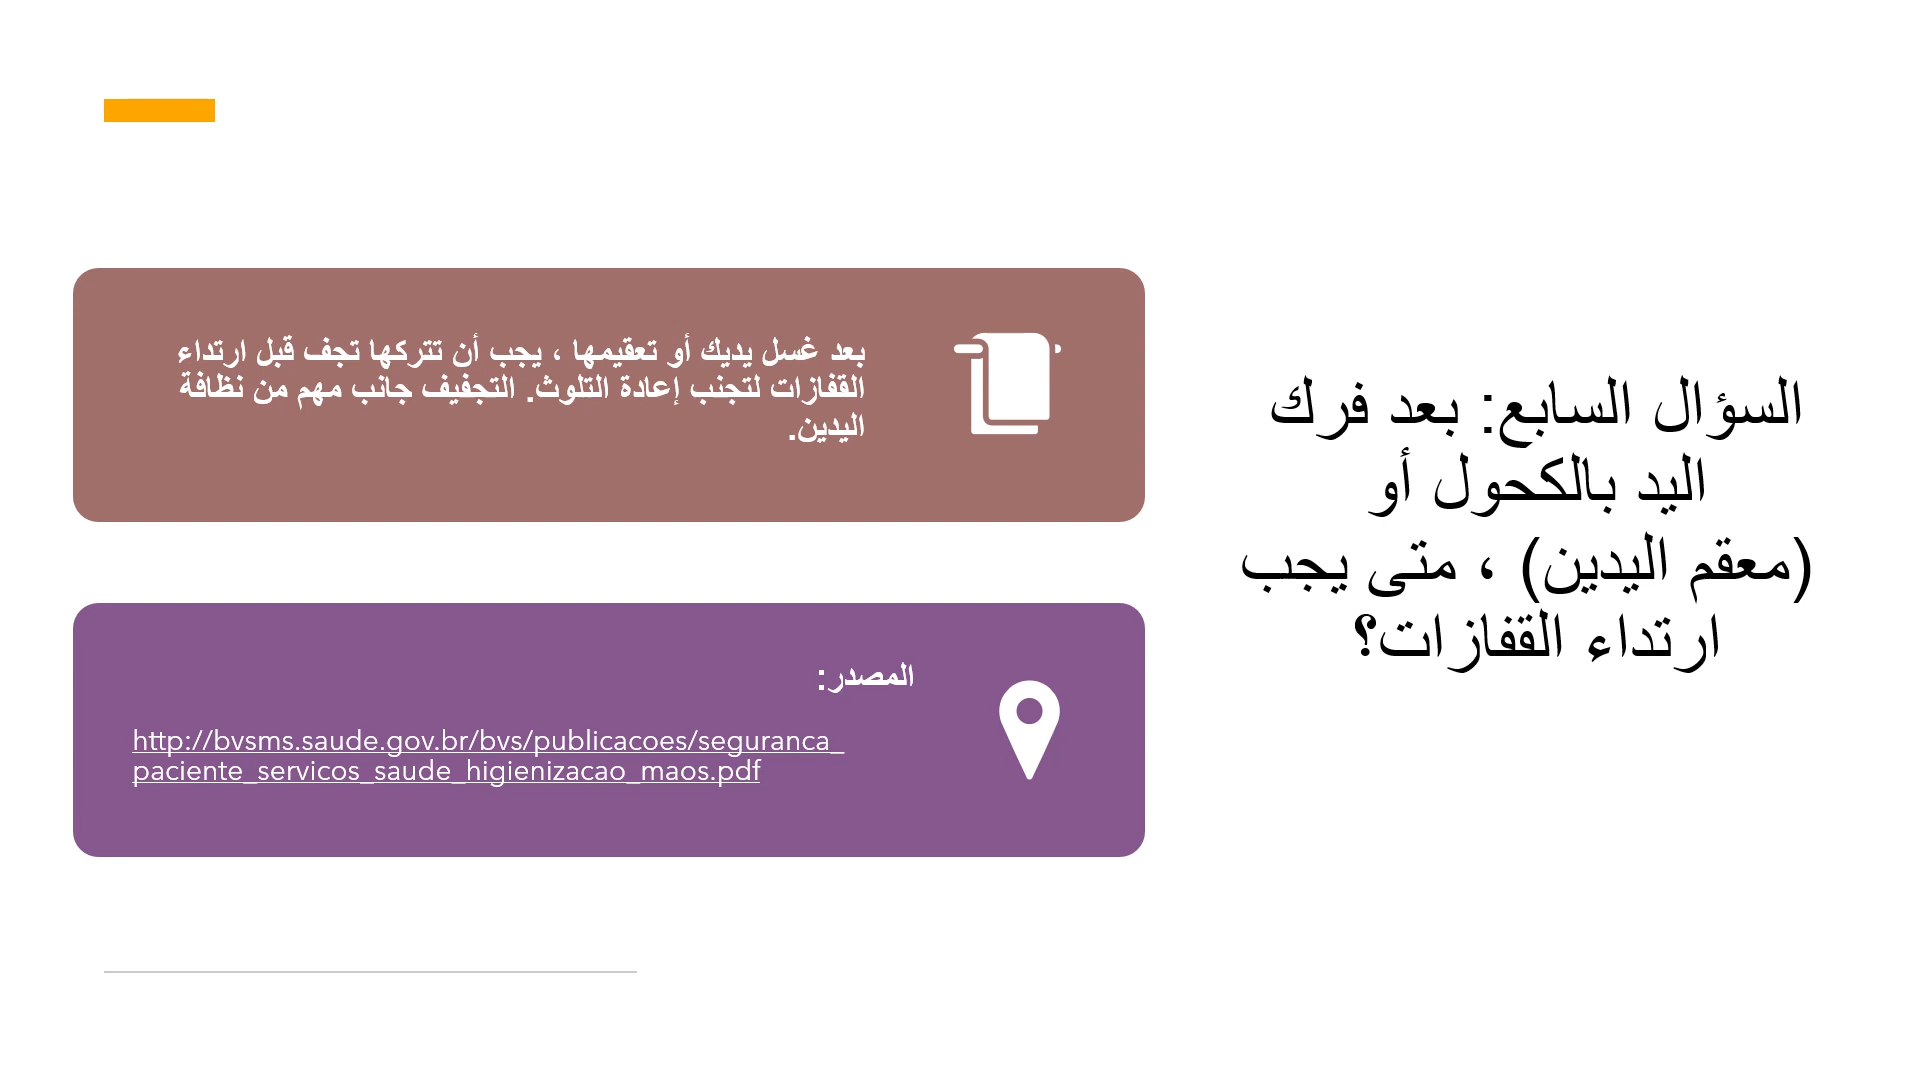 السؤال السابع: بعد فرك
اليد بالكحول أو
(معقم اليدين) ، متى يجب
ارتداء القفازات؟
بعد غسل يديك أو تعقيمها ، يجب أن تتركها تجف قبل ارتداء
القفازات لتجنب إعادة التلوث. التجفيف جانب مهم من نظافة
اليدين.
المصدر:
http://bvsms.saude.gov.br/bvs/publicacoes/seguranca_
paciente_servicos_saude_higienizacao_maos.pdf